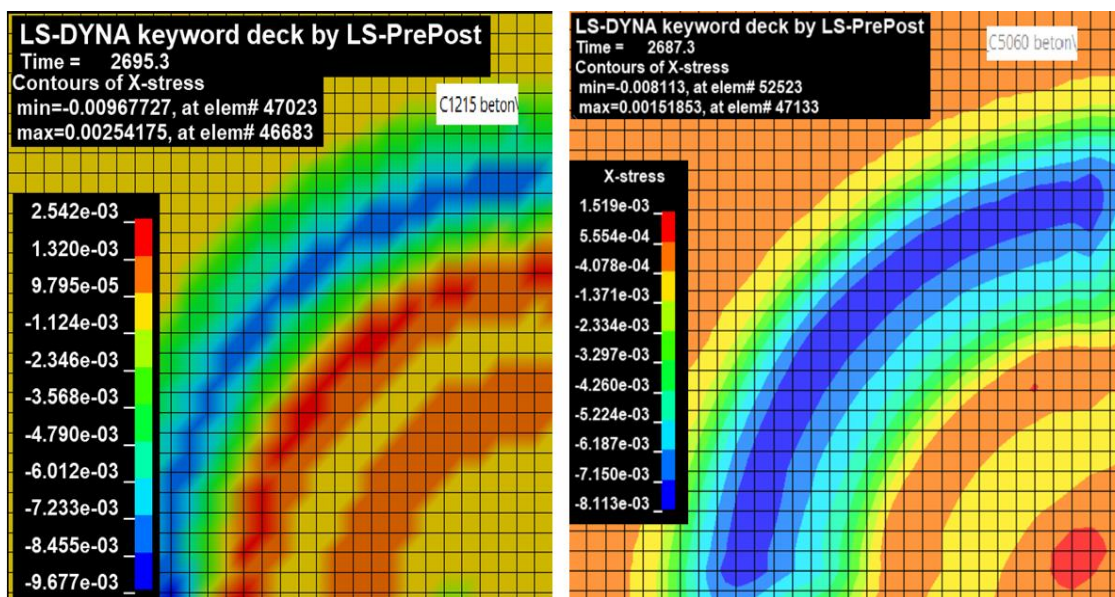 LS-DYNA keyword deck by LS-PrePost
Time = 2695.3
Contours of X-stress
min=-0.00967727, at elem# 47023
max=0.00254175, at elem# 46683
C1215 beton\
2.542e-03
1.320e-03
9.795e-05
-1.124e-03
-2.346e-03
-3.568e-03
-4.790e-03
-6.012e-03
-7.233e-03
-8.455e-03
-9.677e-03
LS-DYNA keyword deck by LS-PrePost
Time = 2687.3
Contours of X-stress
min=-0.008113, at elem# 52523
max=0.00151853, at elem# 47133
C5060 beton\
X-stress
1.519e-03
5.554e-04
-4.078e-04
-1.371e-03
-2.334e-03
-3.297e-03
-4.260e-03
-5.224e-03
-6.187e-03
-7.150e-03
-8.113e-03